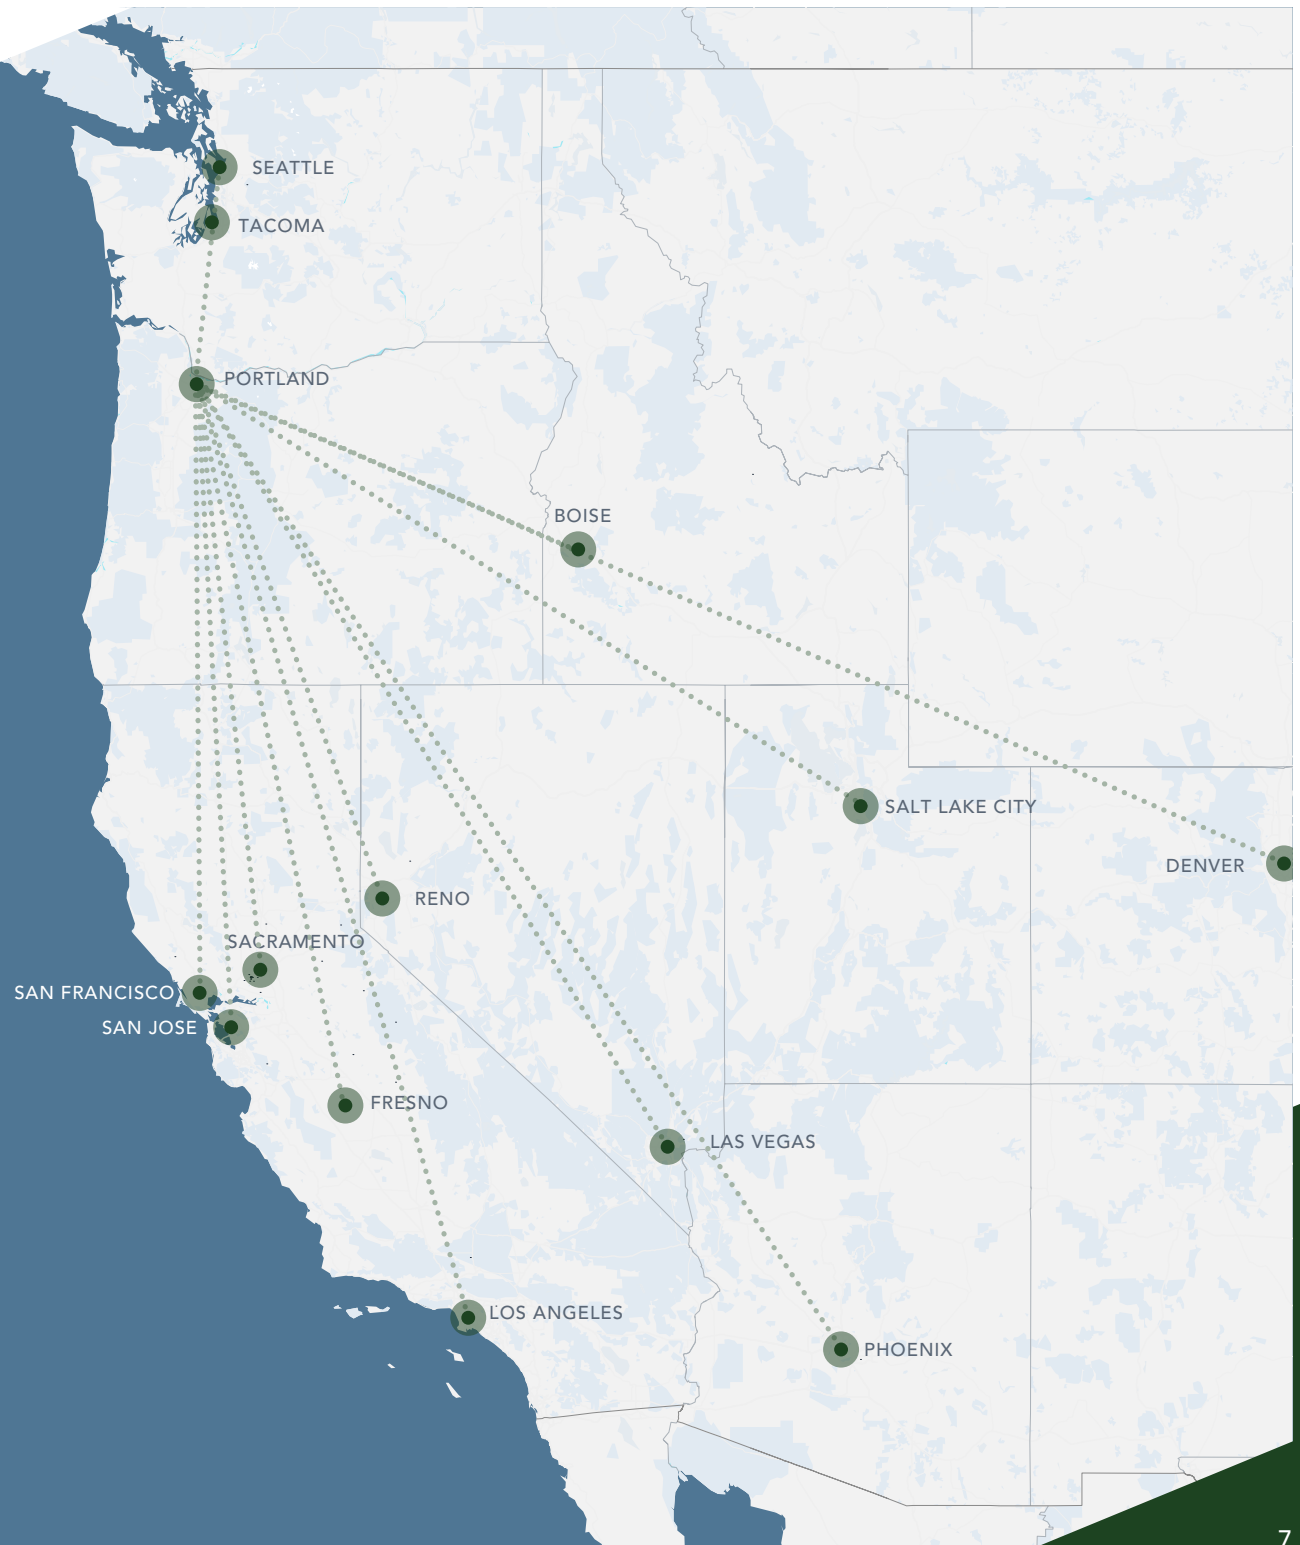 SEATTLE
TACOMA
PORTLAND
BOISE
SALT LAKE CITY
DENVER
RENO
SACRAMENTO
SAN FRANCISCO
SAN JOSE
FRESNO
LAS VEGAS
LOS ANGELES
PHOENIX
7